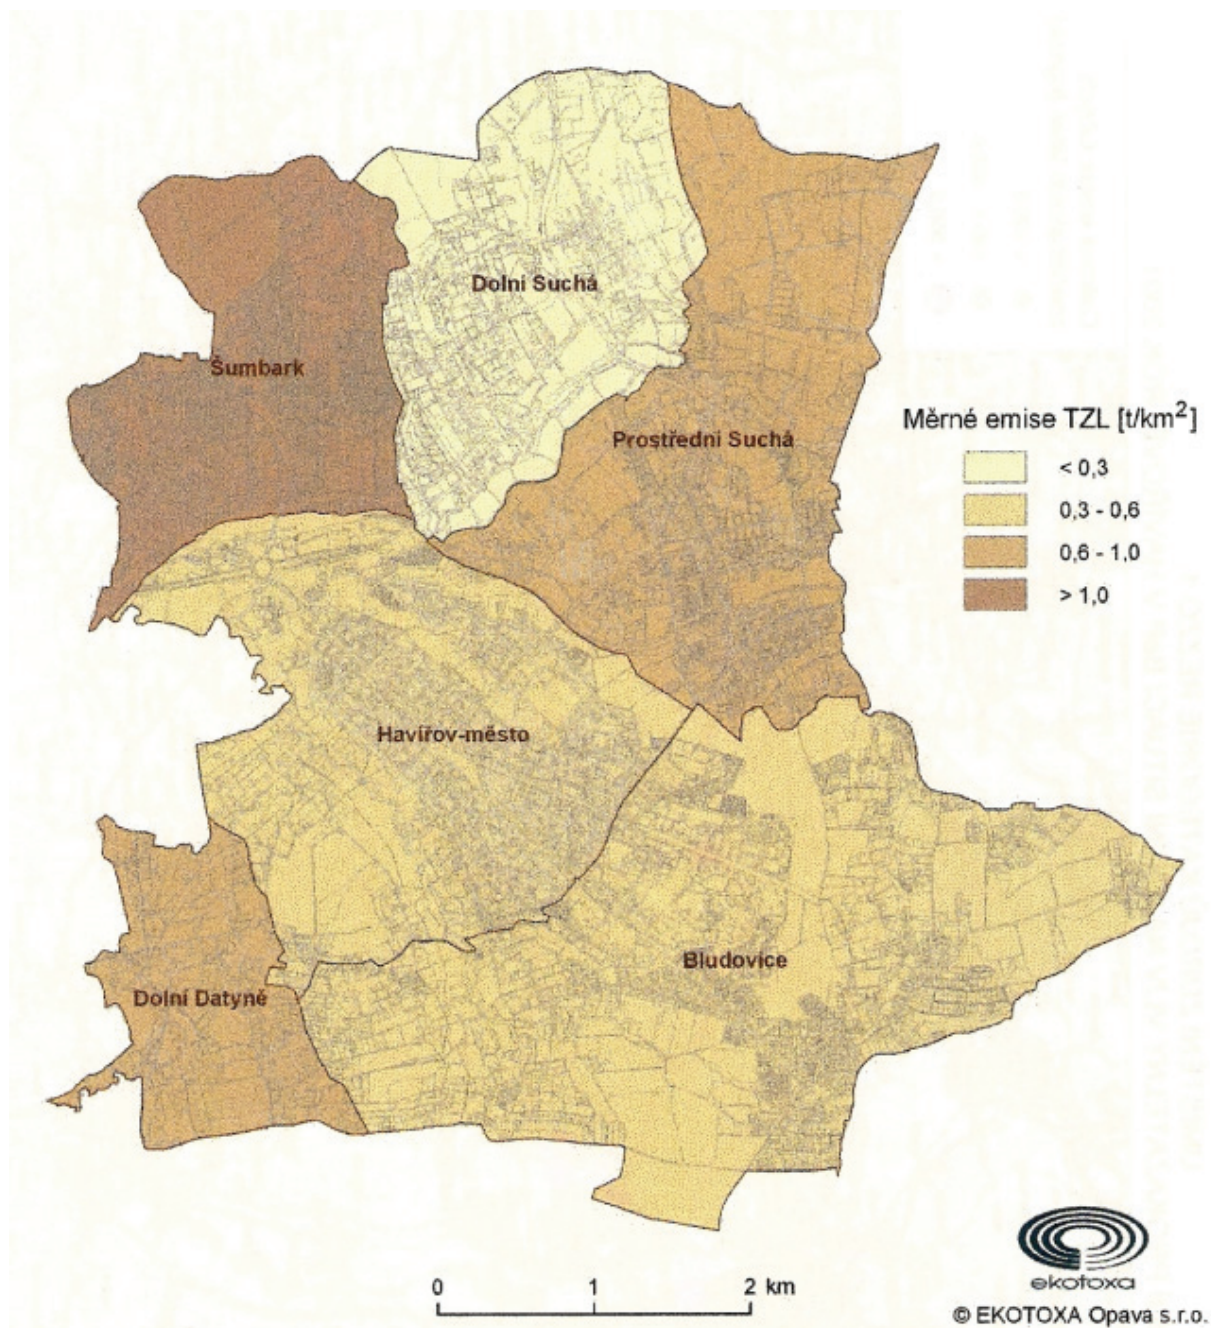 Dolní Suchá
Šumbark
Měrné emise TZL [t/km²]
Prostřední Suchá
< 0,3
0,3 - 0,6
0,6 - 1,0
> 1,0
Havířov-město
Bludovice
Dolní Datyně
0 1 2 km
ekotoxa
© EKOTOXA Opava s.r.o.